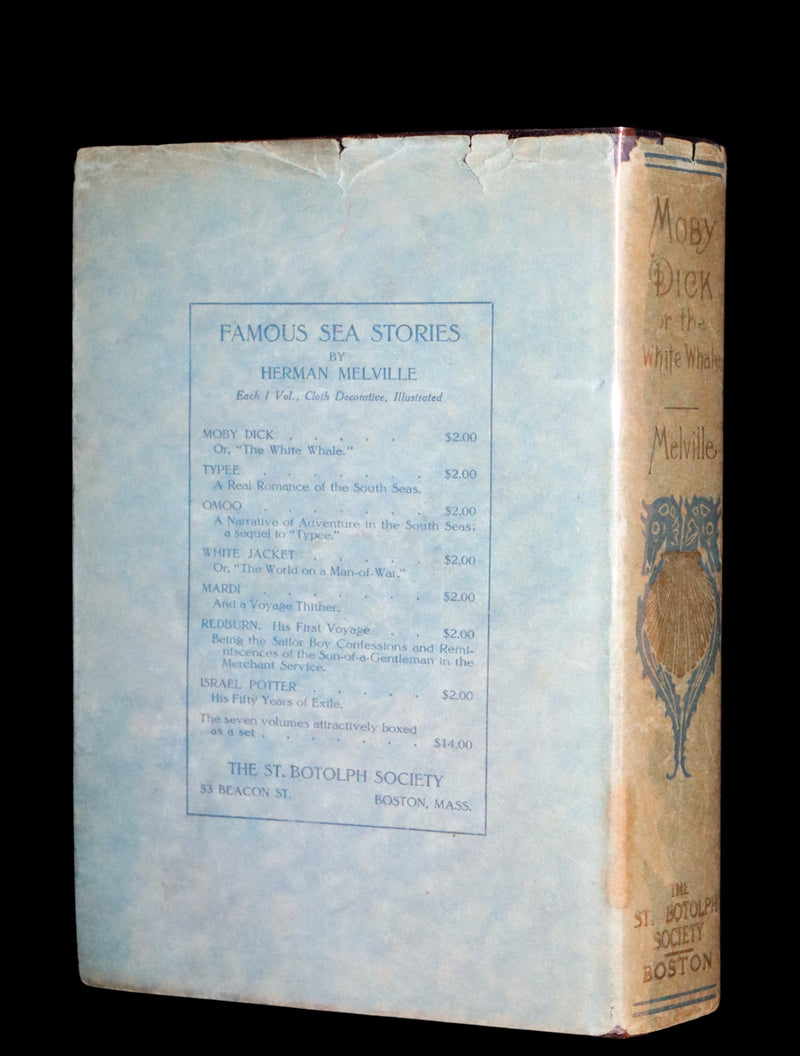 FAMOUS SEA STORIES
BY
HERMAN MELVILLE
Each 1 Vol., Cloth Decorative, Illustrated
MOBY DICK . . . . $2.00
Or, "The White Whale."
TYPEE . . . . . . $2.00
A Real Romance of the South Seas.
OMOO . . . . . . $2.00
A Narrative of Adventure in the South Seas;
a sequel to "Typee."
WHITE JACKET . . . . $2.00
Or, "The World on a Man-of-War."
MARDI . . . . . . $2.00
And a Voyage Thither.
REDBURN. His First Voyage . . $2.00
Being the Sailor Boy Confessions and Remi-
niscences of the Son-of-a-Gentleman in the
Merchant Service.
ISRAEL POTTER . . . . . $2.00
His Fifty Years of Exile.
The seven volumes attractively boxed
as a set . . . . . . . $14.00
THE ST. BOTOLPH SOCIETY
53 BEACON ST. BOSTON, MASS.
MOBY
DICK
or the
White Whale
Melville
THE
ST. BOTOLPH
SOCIETY
BOSTON